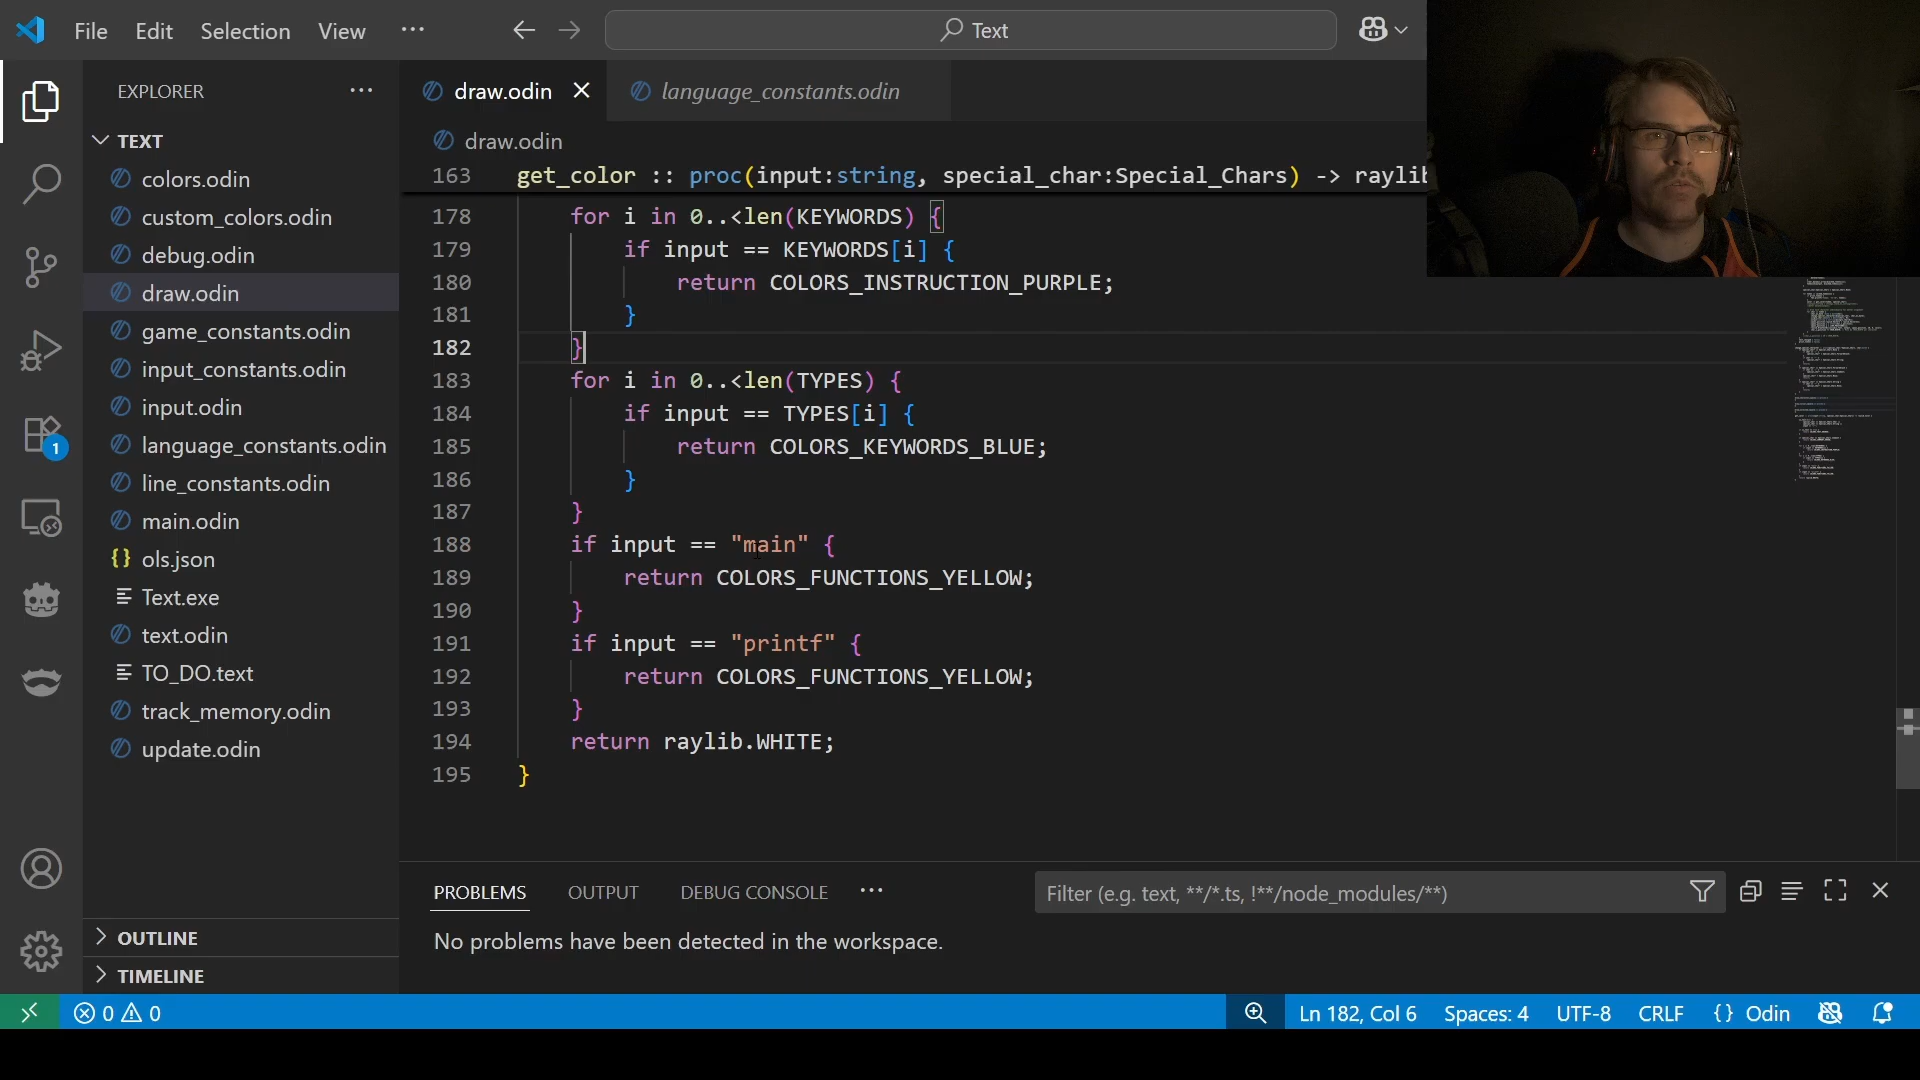 File Edit Selection View ··· Text
EXPLORER ···
TEXT
colors.odin
custom_colors.odin
debug.odin
draw.odin
game_constants.odin
input_constants.odin
input.odin
language_constants.odin
line_constants.odin
main.odin
ols.json
Text.exe
text.odin
TO_DO.text
track_memory.odin
update.odin
OUTLINE
TIMELINE
1
draw.odin language_constants.odin
draw.odin
163 get_color :: proc(input:string, special_char:Special_Chars) -> raylib
178 for i in 0..<len(KEYWORDS) {
179 if input == KEYWORDS[i] {
180 return COLORS_INSTRUCTION_PURPLE;
181 }
182 }
183 for i in 0..<len(TYPES) {
184 if input == TYPES[i] {
185 return COLORS_KEYWORDS_BLUE;
186 }
187 }
188 if input == "main" {
189 return COLORS_FUNCTIONS_YELLOW;
190 }
191 if input == "printf" {
192 return COLORS_FUNCTIONS_YELLOW;
193 }
194 return raylib.WHITE;
195 }
PROBLEMS OUTPUT DEBUG CONSOLE ··· Filter (e.g. text, **/*.ts, !**/node_modules/**)
No problems have been detected in the workspace.
0 0 Ln 182, Col 6 Spaces: 4 UTF-8 CRLF {} Odin